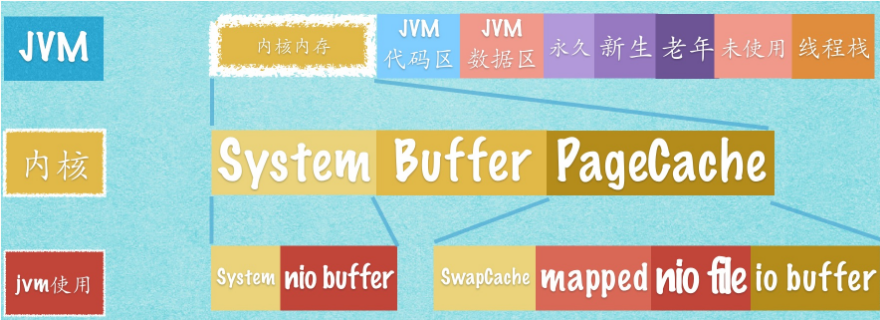 JVM
内核内存
JVM
代码区
JVM
数据区
永久
新生
老年
未使用
线程栈
内核
System Buffer PageCache
jvm使用
System nio buffer
SwapCache mapped nio file io buffer